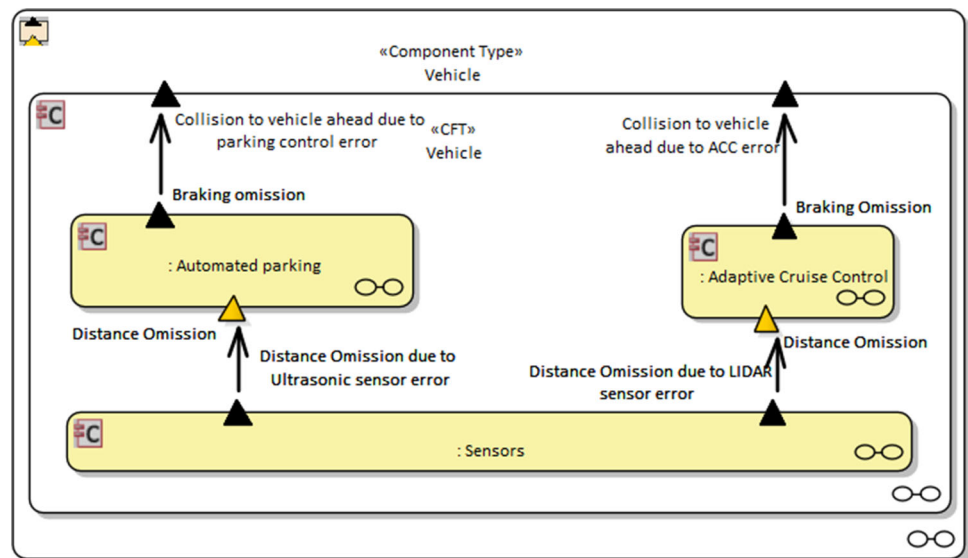 «Component Type»
Vehicle
C
Collision to vehicle ahead due to
parking control error
«CFT»
Vehicle
Collision to vehicle
ahead due to ACC error
Braking omission
Braking Omission
C
: Automated parking
C
: Adaptive Cruise Control
Distance Omission
Distance Omission
Distance Omission due to
Ultrasonic sensor error
Distance Omission due to LIDAR
sensor error
C
: Sensors